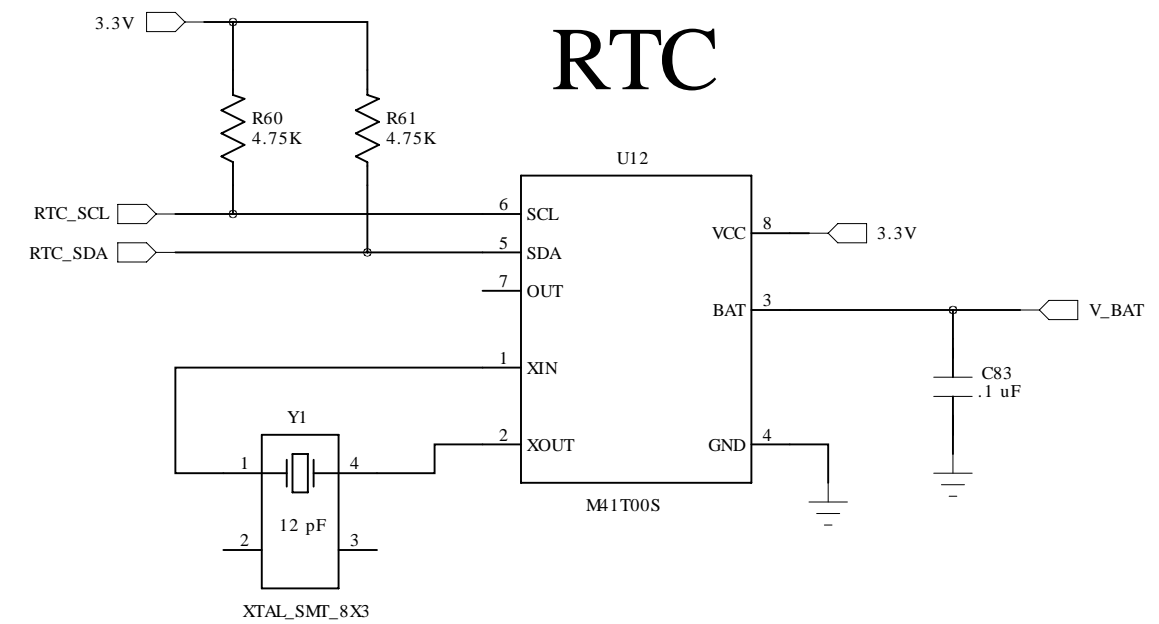 3.3V
RTC
R60
4.75K
R61
4.75K
U12
RTC_SCL
6
SCL
RTC_SDA
5
SDA
7
OUT
VCC
8
3.3V
BAT
3
V_BAT
1
XIN
C83
.1 uF
Y1
2
XOUT
GND
4
1
4
M41T00S
12 pF
2
3
XTAL_SMT_8X3